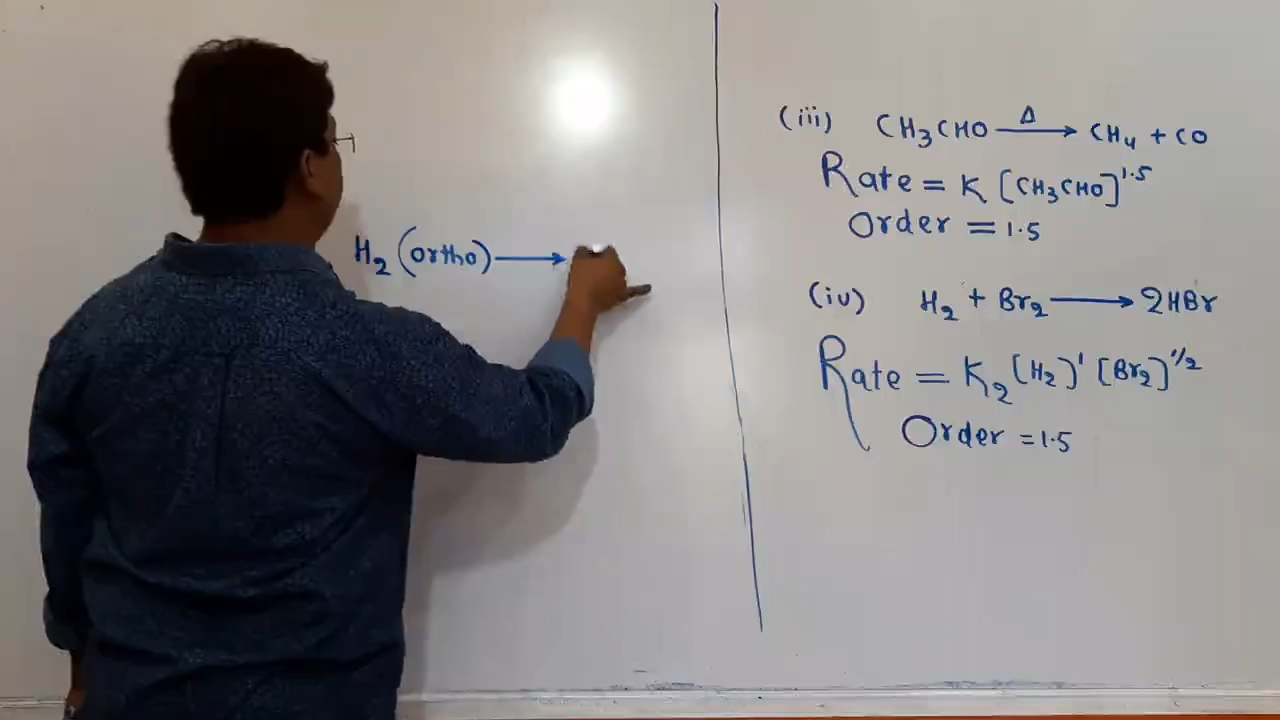 H₂ (ortho) ⟶
(iii) CH₃CHO —Δ→ CH₄ + CO
Rate = K [CH₃CHO]^1.5
Order = 1.5
(iv) H₂ + Br₂ ⟶ 2HBr
Rate = K₂ (H₂)^1 [Br₂]^1/2
Order = 1.5